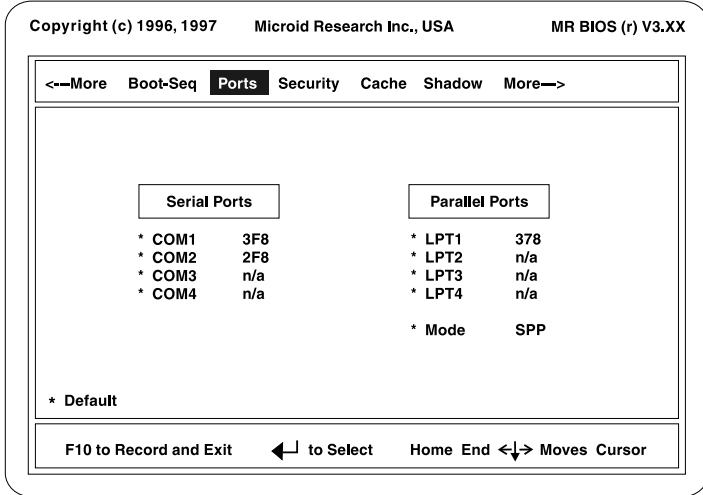 Copyright (c) 1996, 1997 Microid Research Inc., USA MR BIOS (r) V3.XX
<---More Boot-Seq Ports Security Cache Shadow More--->
Serial Ports Parallel Ports
* COM1 3F8 * LPT1 378
* COM2 2F8 * LPT2 n/a
* COM3 n/a * LPT3 n/a
* COM4 n/a * LPT4 n/a
* Mode SPP
* Default
F10 to Record and Exit to Select Home End Moves Cursor